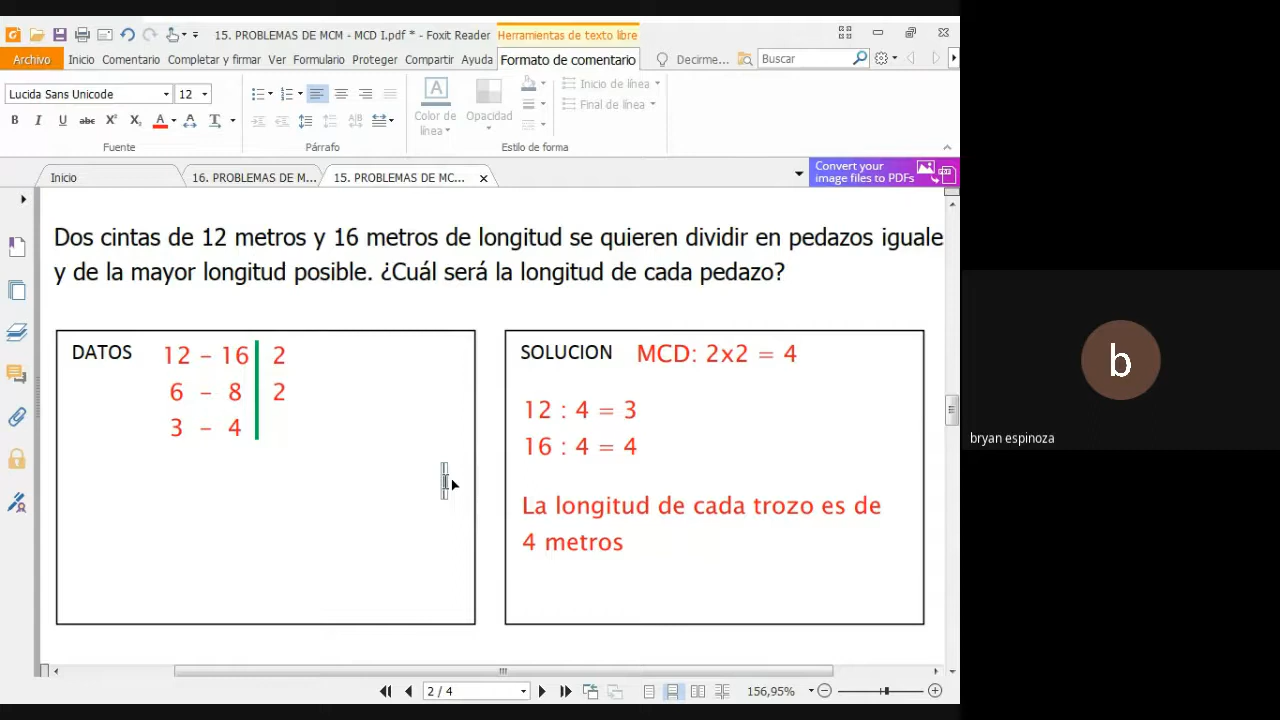 15. PROBLEMAS DE MCM - MCD I.pdf * - Foxit Reader
Herramientas de texto libre
Archivo Inicio Comentario Completar y firma Ver Formulario Proteger Compartir Ayuda Formato de comentario Decirme... Buscar
Lucida Sans Unicode 12
Color de línea
Opacidad
Inicio de línea
Final de línea
Fuente Párrafo Estilo de forma
Inicio 16. PROBLEMAS DE M... 15. PROBLEMAS DE MC...
Convert your
image files to PDFs
Dos cintas de 12 metros y 16 metros de longitud se quieren dividir en pedazos iguale
y de la mayor longitud posible. ¿Cuál será la longitud de cada pedazo?
DATOS 12 – 16 2
6 – 8 2
3 – 4
SOLUCION MCD: 2x2 = 4
12 : 4 = 3
16 : 4 = 4
La longitud de cada trozo es de
4 metros
b
bryan espinoza
2 / 4
156,95%